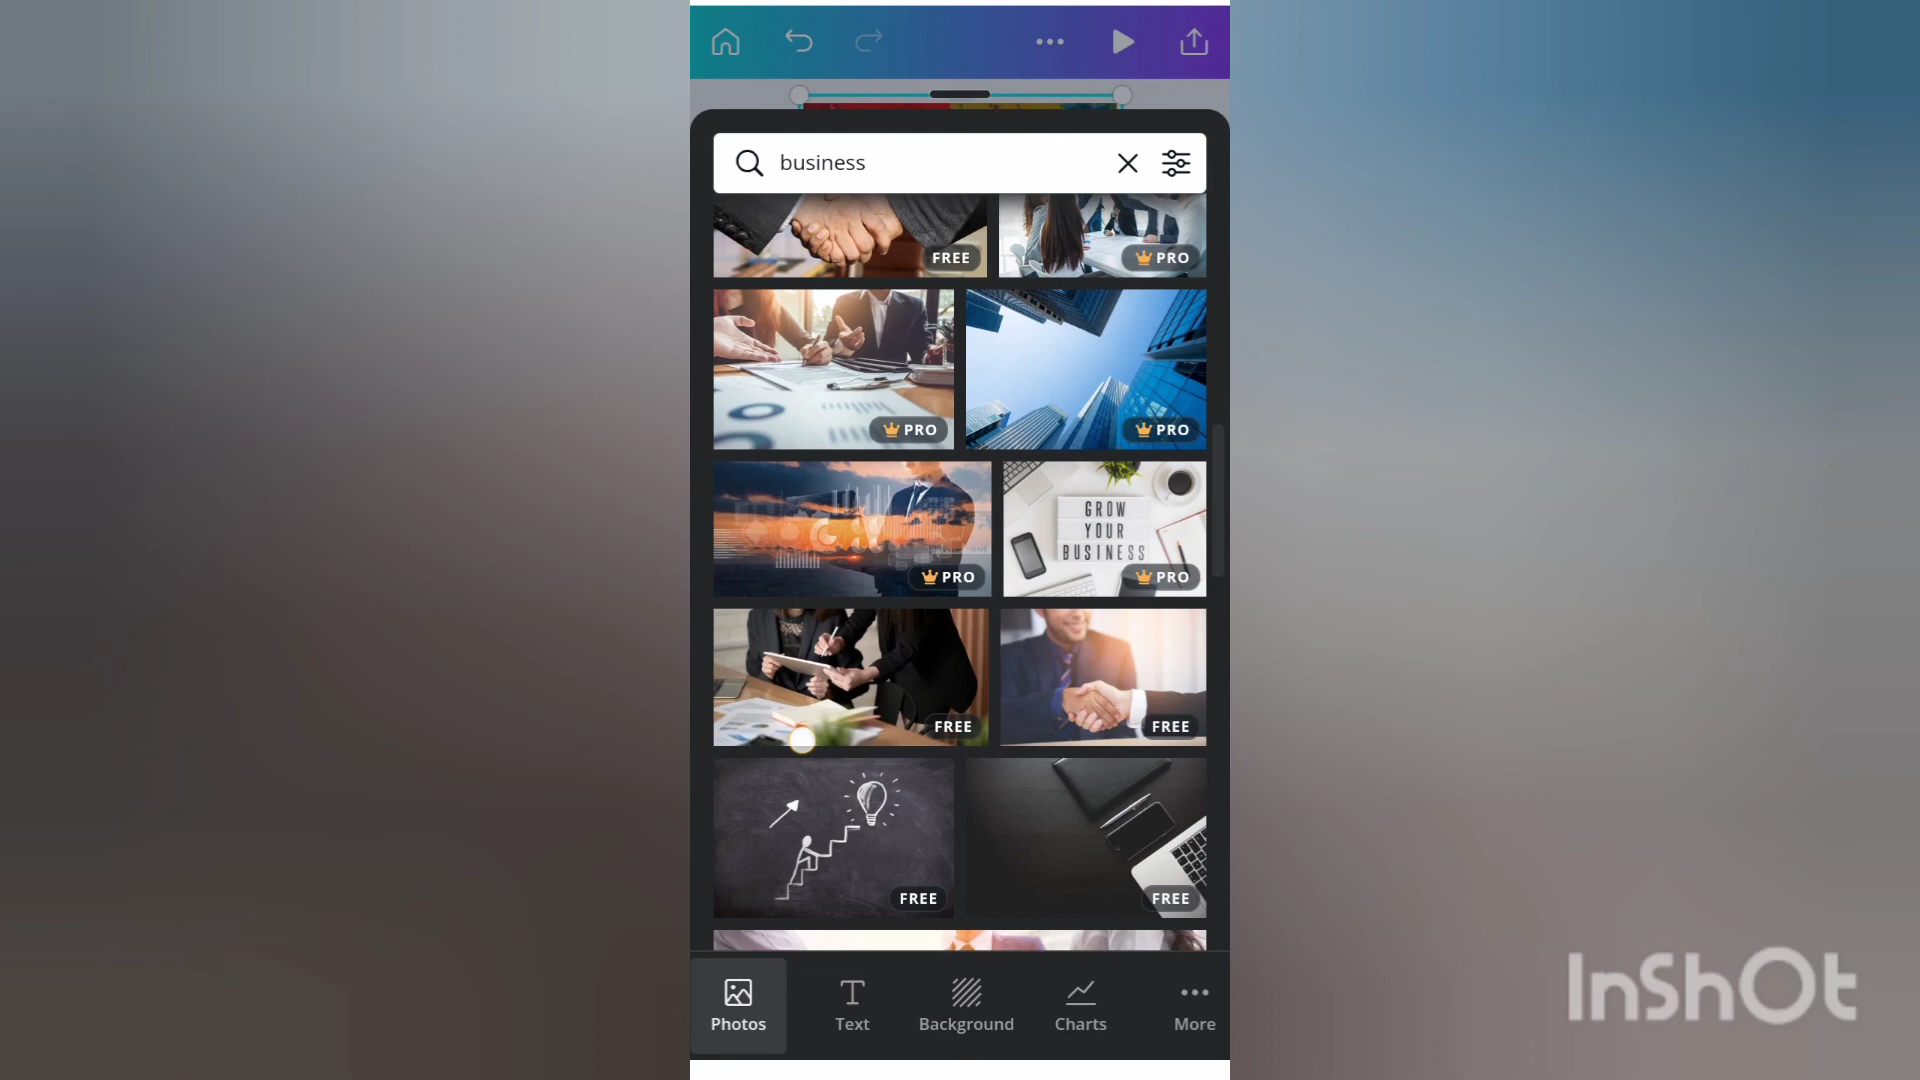 business
FREE
PRO
PRO
PRO
PRO
GROW
YOUR
BUSINESS
PRO
FREE
FREE
FREE
FREE
Photos
Text
Background
Charts
More
InShOt